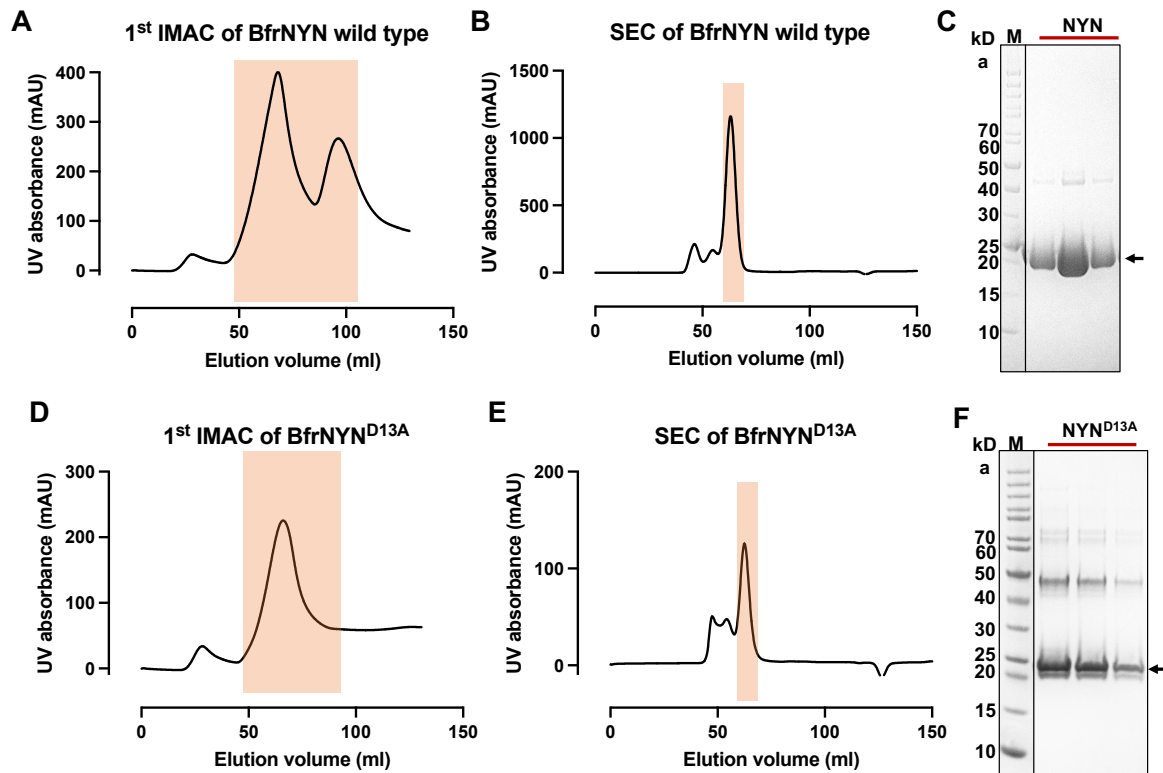 A
1st IMAC of BfrNYN wild type
UV absorbance (mAU)
400
300
200
100
0
0 50 100 150
Elution volume (ml)
B
SEC of BfrNYN wild type
UV absorbance (mAU)
1500
1000
500
0
0 50 100 150
Elution volume (ml)
C
kD a M NYN
70
60
50
40
30
25
20
15
10
D
1st IMAC of BfrNYND13A
UV absorbance (mAU)
300
200
100
0
0 50 100 150
Elution volume (ml)
E
SEC of BfrNYND13A
UV absorbance (mAU)
200
100
0
0 50 100 150
Elution volume (ml)
F
kD a M NYND13A
70
60
50
40
30
25
20
15
10